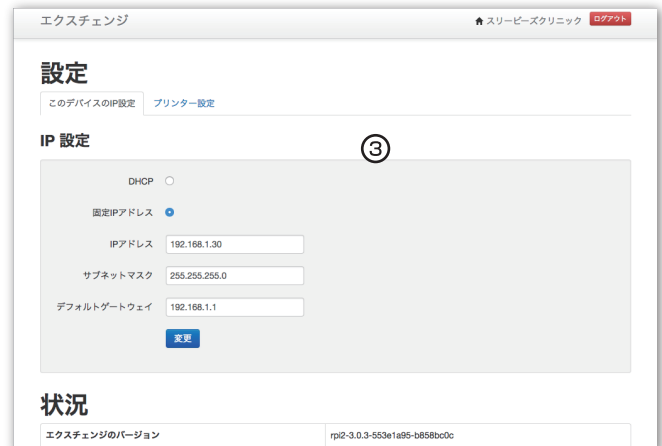 エクスチェンジ スリーピーズクリニック ログアウト
設定
このデバイスのIP設定 プリンター設定
IP 設定
③
DHCP
固定IPアドレス
IPアドレス 192.168.1.30
サブネットマスク 255.255.255.0
デフォルトゲートウェイ 192.168.1.1
変更
状況
エクスチェンジのバージョン rpi2-3.0.3-553e1a95-b858bc0c